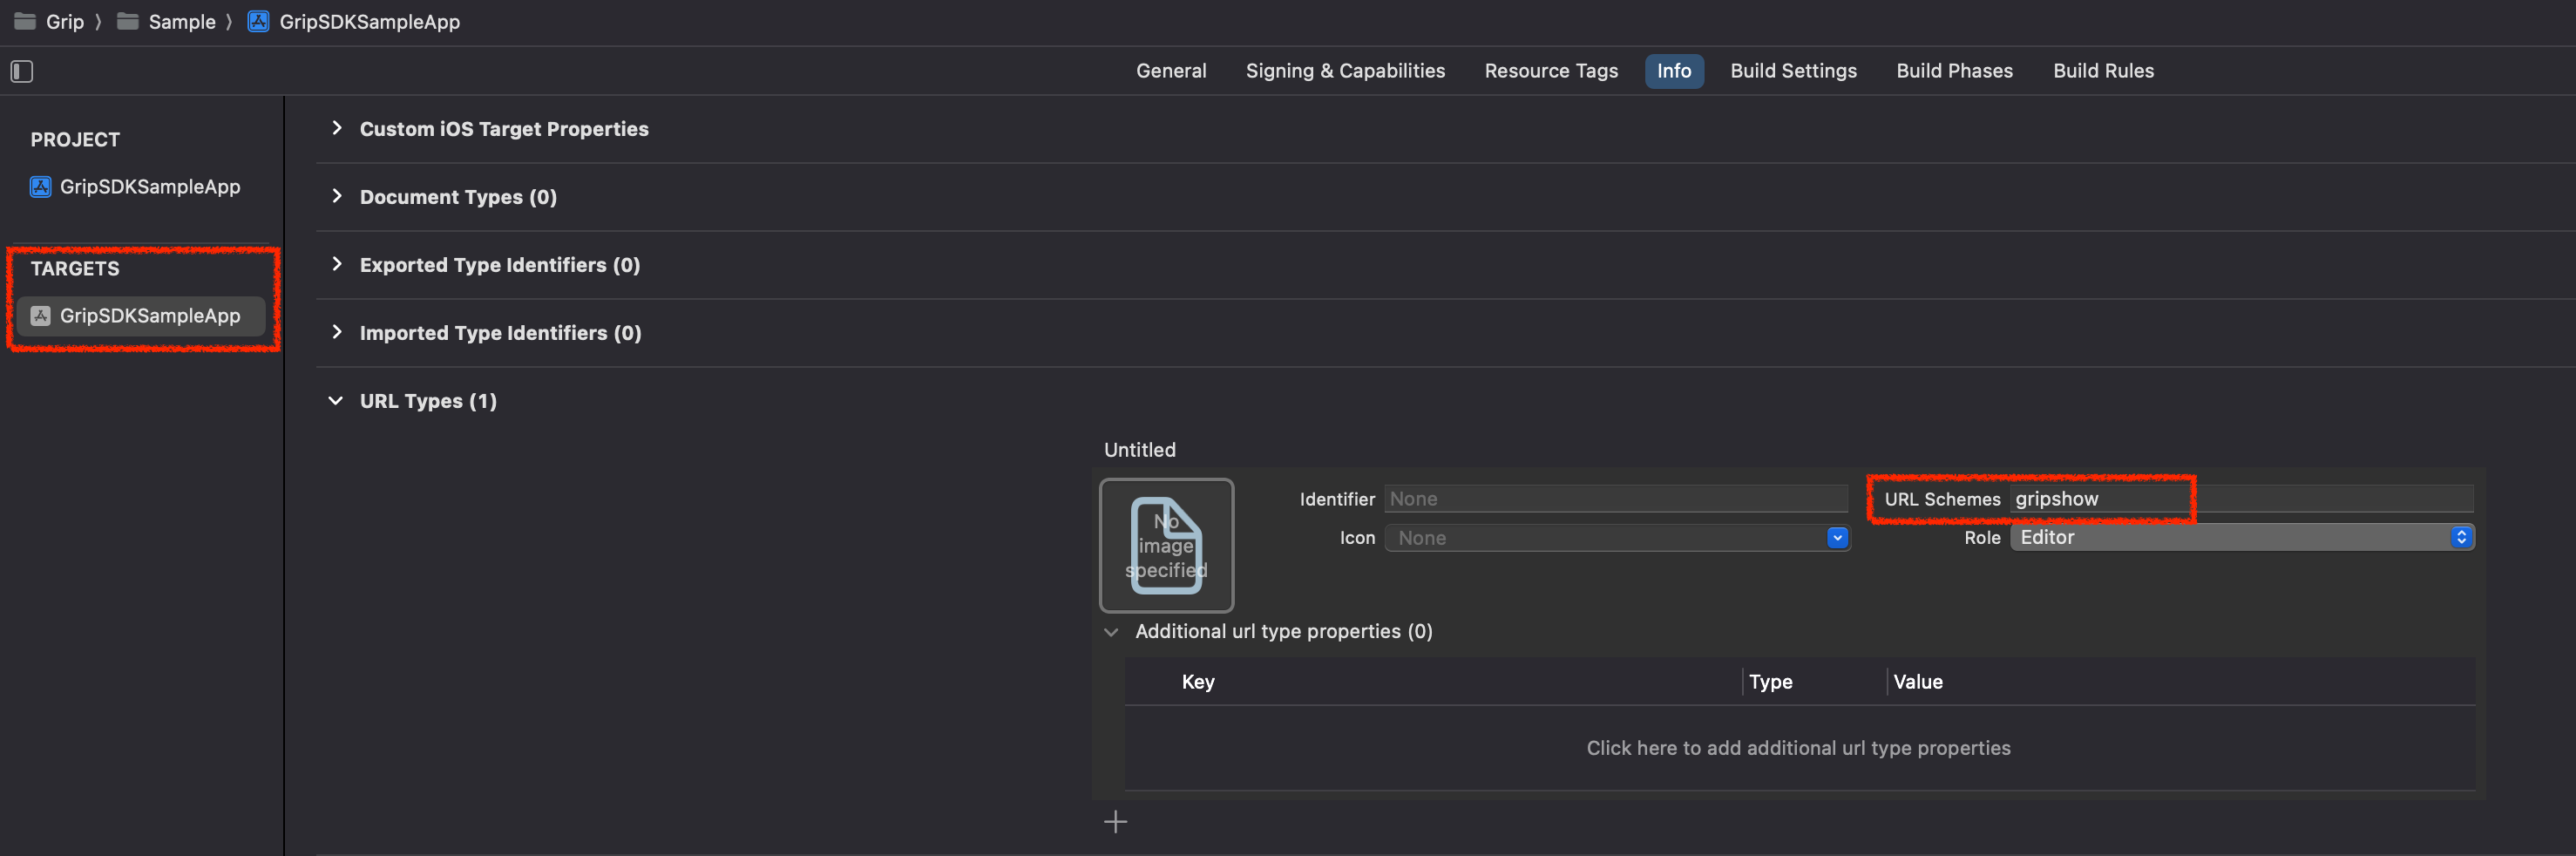 Grip 〉 Sample 〉 GripSDKSampleApp
General Signing & Capabilities Resource Tags Info Build Settings Build Phases Build Rules
PROJECT
GripSDKSampleApp
TARGETS
GripSDKSampleApp
Custom iOS Target Properties
Document Types (0)
Exported Type Identifiers (0)
Imported Type Identifiers (0)
URL Types (1)
Untitled
No
image
specified
Identifier None
URL Schemes gripshow
Icon None
Role Editor
Additional url type properties (0)
Key Type Value
Click here to add additional url type properties